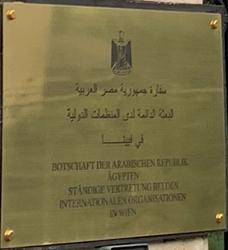 سفارة جمهورية مصر العربية
البعثة الدائمة لدى المنظمات الدولية
في فيينـــا
BOTSCHAFT DER ARABISCHEN REPUBLIK
ÄGYPTEN
STÄNDIGE VERTRETUNG BEI DEN
INTERNATIONALEN ORGANISATIONEN
IN WIEN